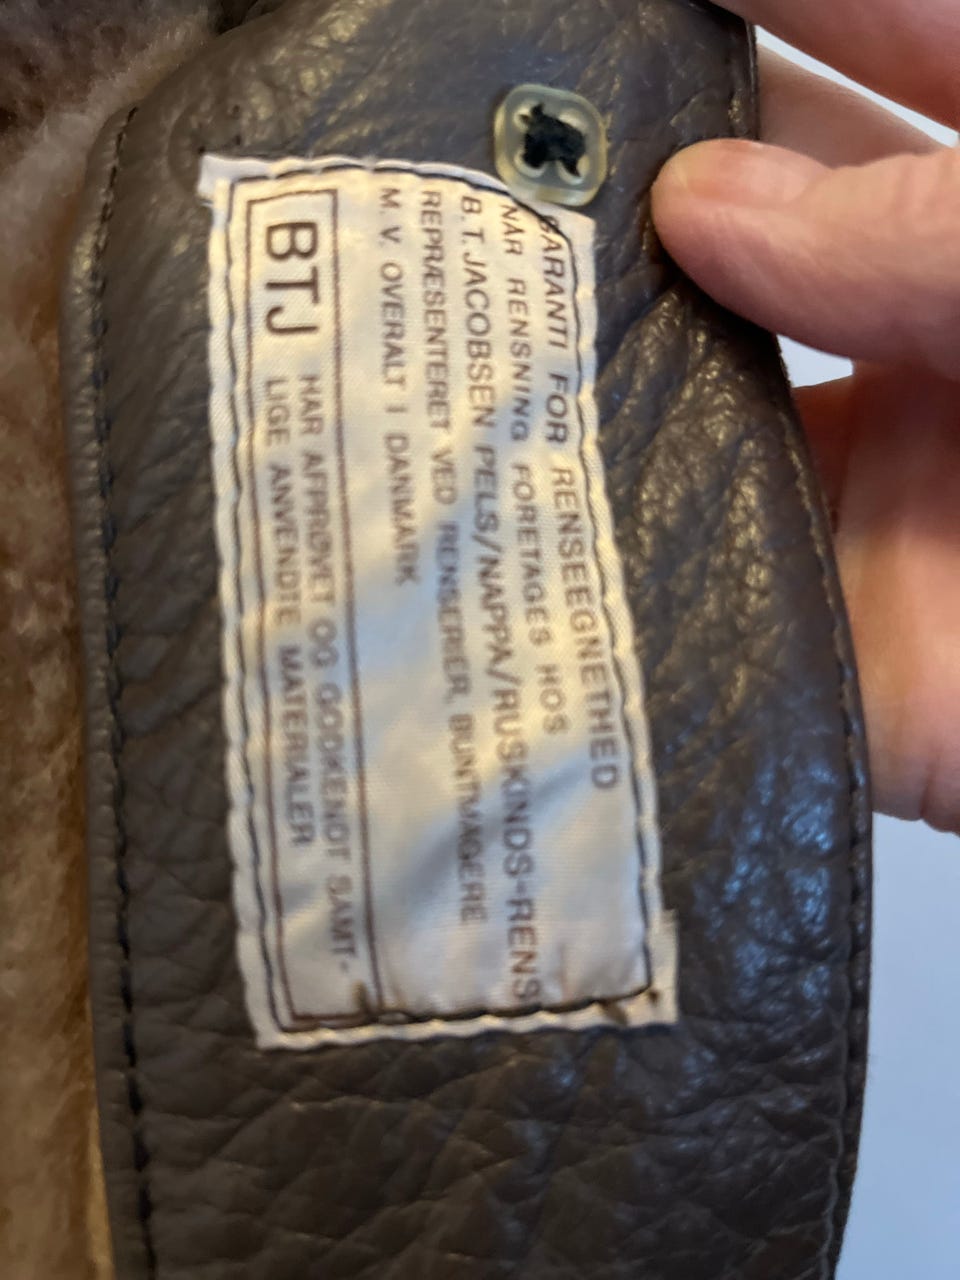 GARANTI FOR RENSEEGNETHED
NÅR RENSNING FORETAGES HOS
B.T. JACOBSEN PELS/NAPPA/RUSKINDS-RENS
REPRÆSENTERET VED RENSERIER, BUNTMAGERE
M. V. OVERALT I DANMARK
BTJ
HAR AFPRØVET OG GODKENDT SAMT-
LIGE ANVENDTE MATERIALER